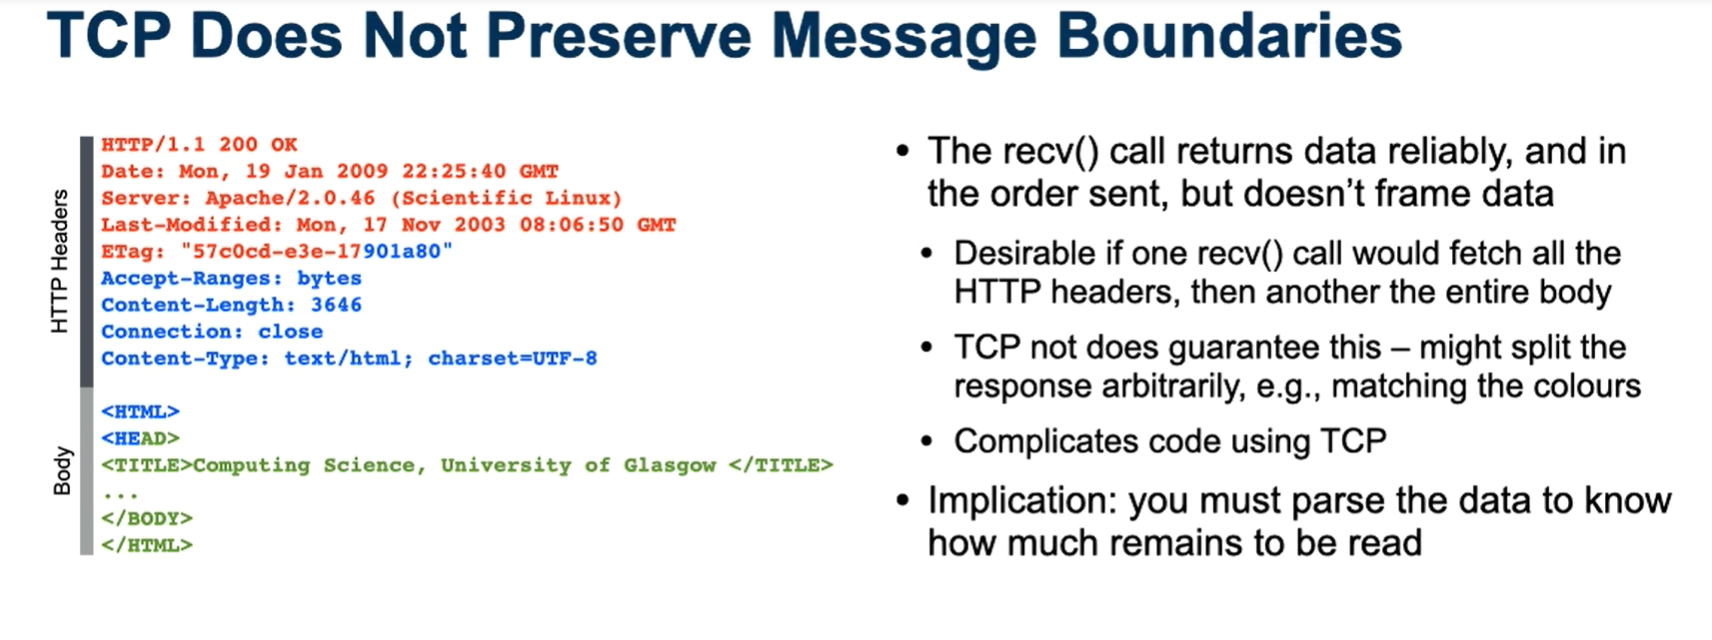 TCP Does Not Preserve Message Boundaries
HTTP Headers
HTTP/1.1 200 OK
Date: Mon, 19 Jan 2009 22:25:40 GMT
Server: Apache/2.0.46 (Scientific Linux)
Last-Modified: Mon, 17 Nov 2003 08:06:50 GMT
ETag: "57c0cd-e3e-17901a80"
Accept-Ranges: bytes
Content-Length: 3646
Connection: close
Content-Type: text/html; charset=UTF-8
Body
<HTML>
<HEAD>
<TITLE>Computing Science, University of Glasgow </TITLE>
...
</BODY>
</HTML>
• The recv() call returns data reliably, and in
the order sent, but doesn’t frame data
• Desirable if one recv() call would fetch all the
HTTP headers, then another the entire body
• TCP not does guarantee this – might split the
response arbitrarily, e.g., matching the colours
• Complicates code using TCP
• Implication: you must parse the data to know
how much remains to be read